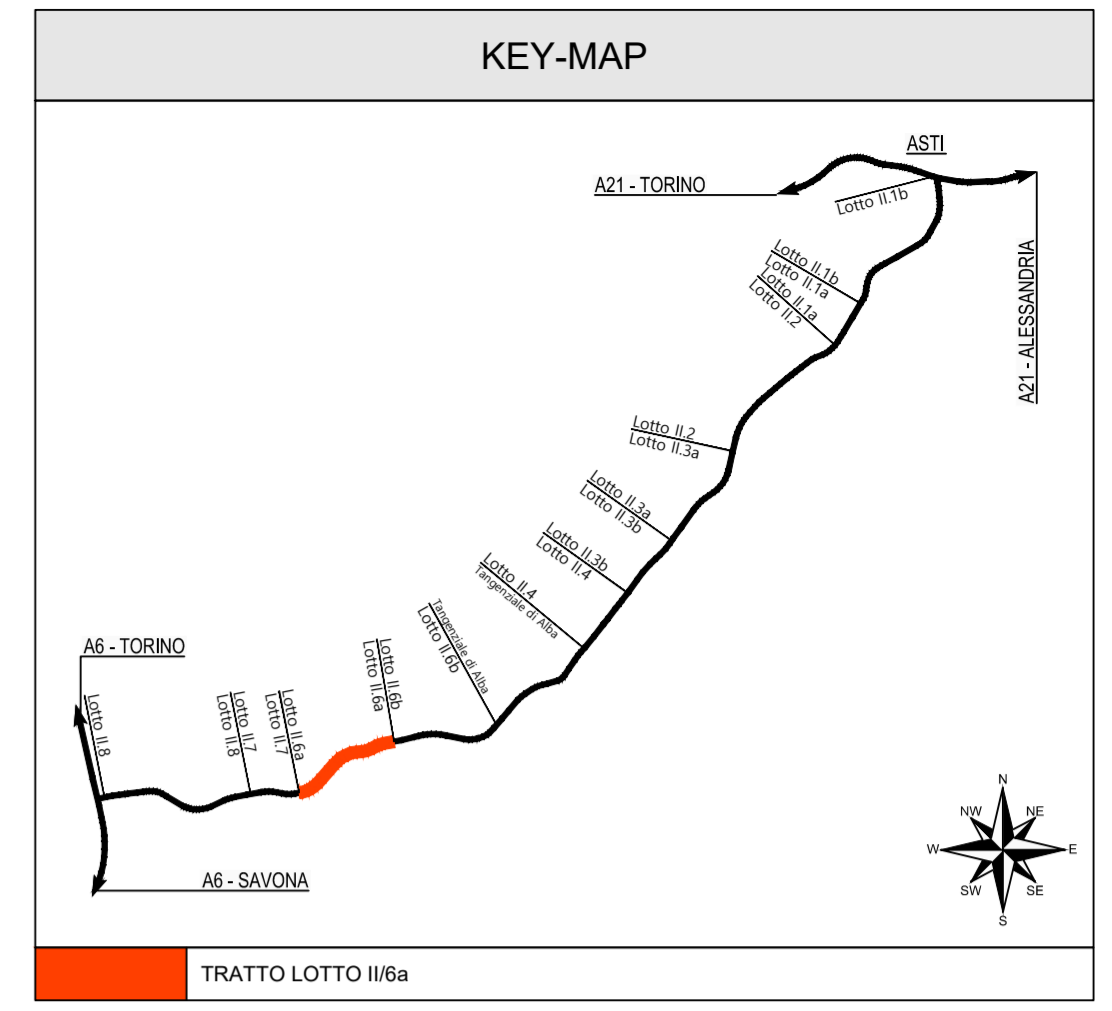 KEY-MAP
ASTI
A21 - TORINO
Lotto II.1b
A21 - ALESSANDRIA
Lotto II.1b
Lotto II.1a
Lotto II.1a
Lotto II.2
Lotto II.2
Lotto II.3a
Lotto II.3a
Lotto II.3b
Lotto II.3b
Lotto II.4
Lotto II.4
Tangenziale di Alba
Tangenziale di Alba
Lotto II.6b
Lotto II.6b
Lotto II.6a
Lotto II.6a
Lotto II.7
Lotto II.7
Lotto II.8
A6 - TORINO
Lotto II.8
A6 - SAVONA
N
NW
NE
W
E
SW
SE
S
TRATTO LOTTO II/6a